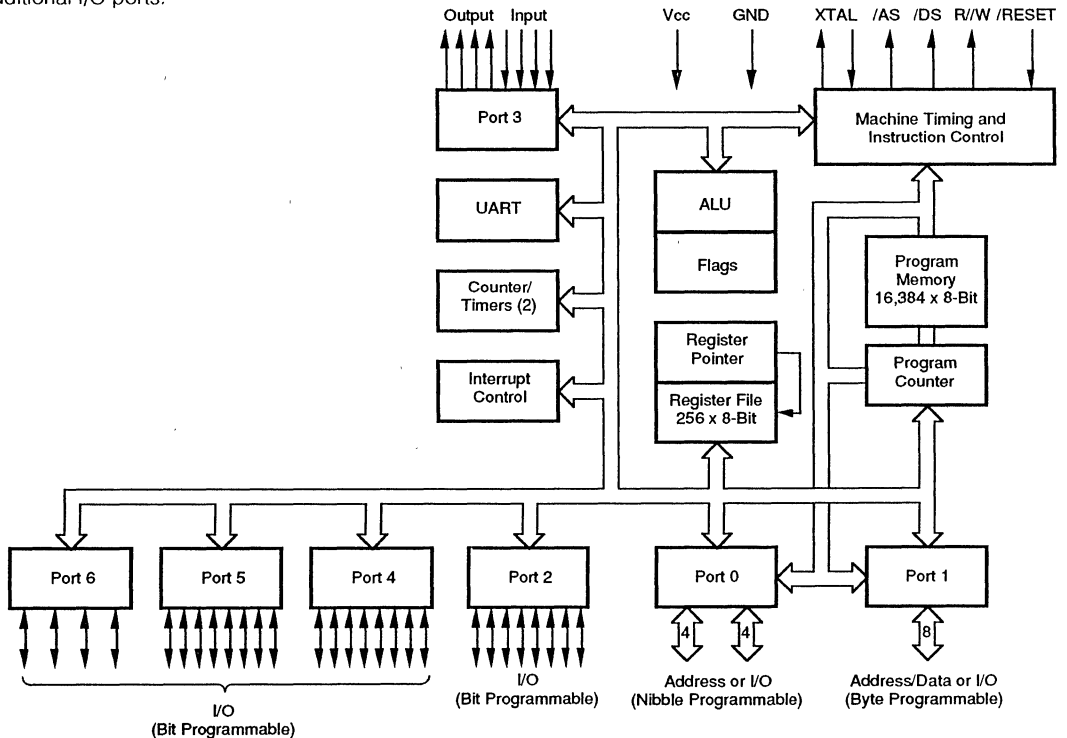 additional I/O ports.
Output Input Vcc GND XTAL /AS /DS R//W /RESET
Port 3
Machine Timing and
Instruction Control
UART
ALU
Flags
Counter/
Timers (2)
Program
Memory
16,384 x 8-Bit
Register
Pointer
Program
Counter
Interrupt
Control
Register File
256 x 8-Bit
Port 6
Port 5
Port 4
Port 2
Port 0
Port 1
4
4
8
I/O
(Bit Programmable)
I/O
(Bit Programmable)
Address or I/O
(Nibble Programmable)
Address/Data or I/O
(Byte Programmable)